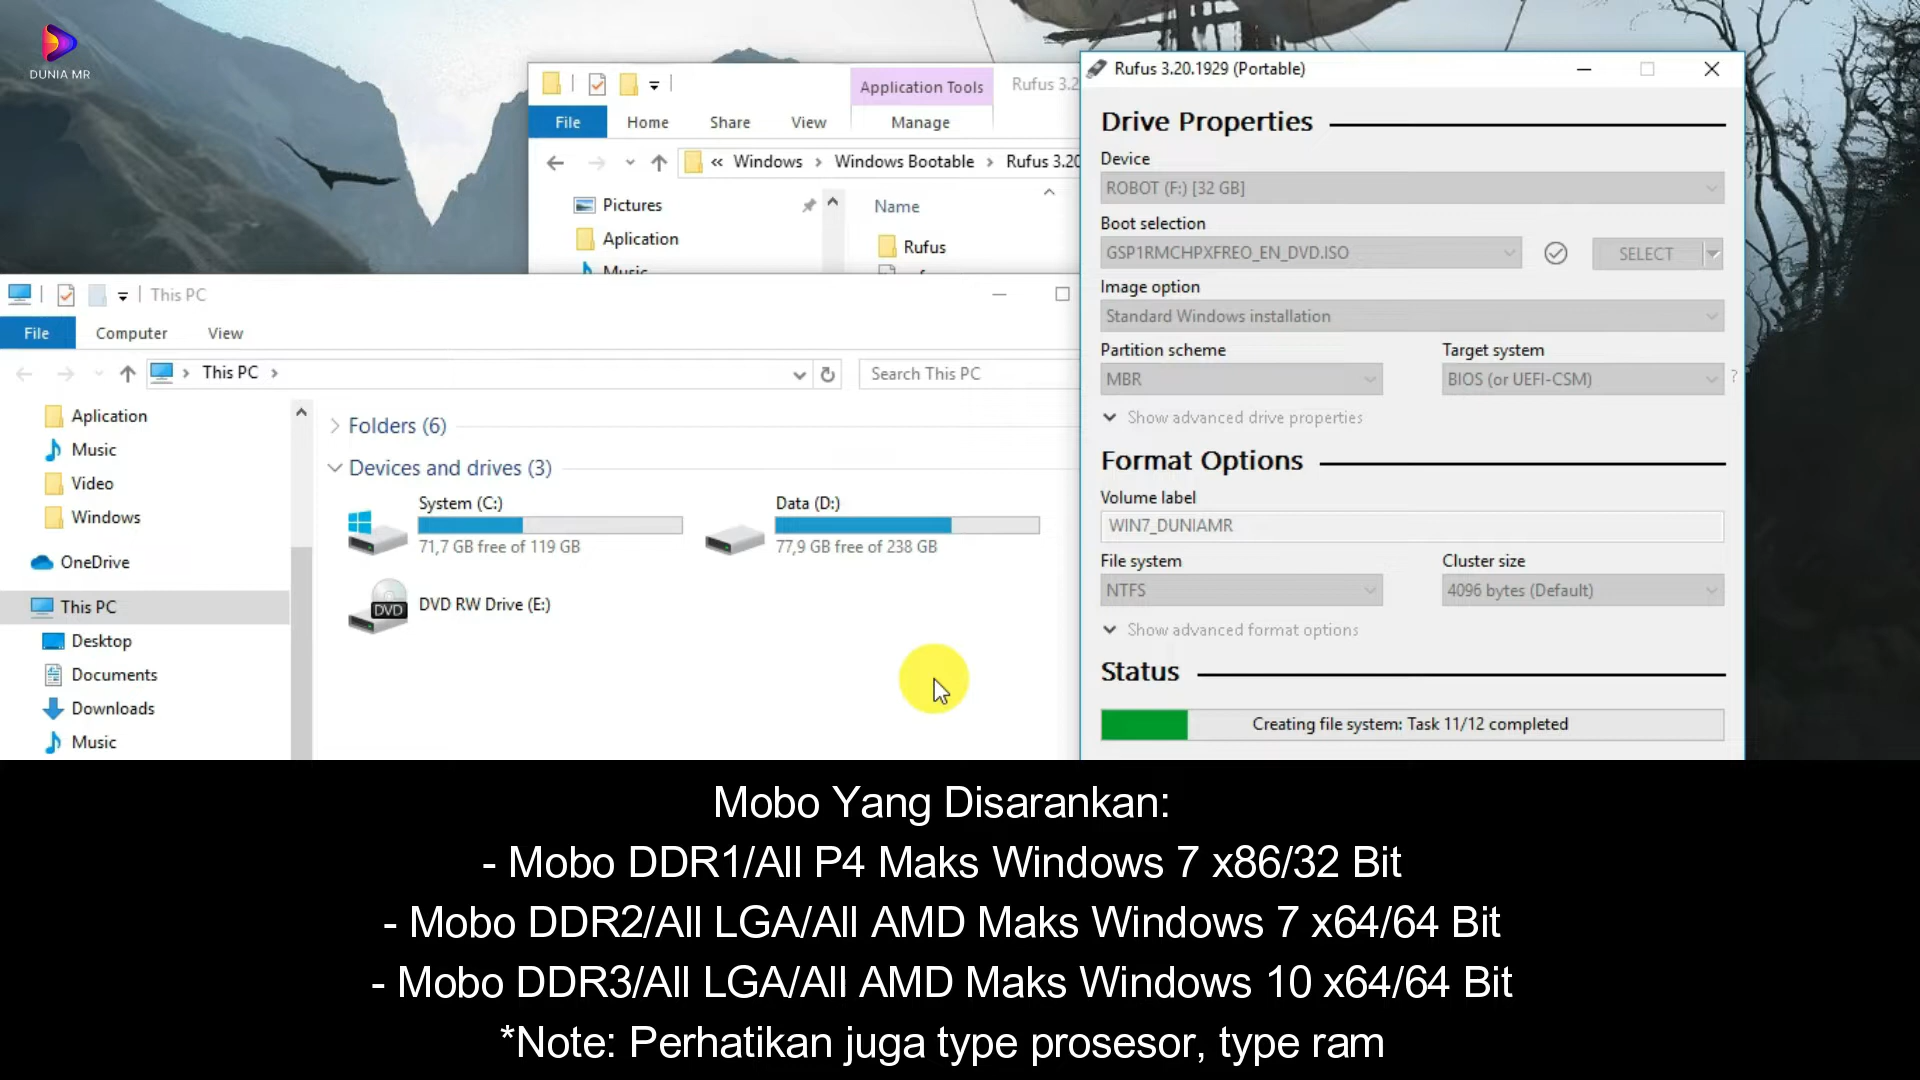 DUNIA MR
Application Tools
Rufus 3.2
File
Home
Share
View
Manage
« Windows › Windows Bootable › Rufus 3.20
Pictures
Aplication
Music
Name
Rufus
This PC
File
Computer
View
This PC
Search This PC
Aplication
Music
Video
Windows
OneDrive
This PC
Desktop
Documents
Downloads
Music
Folders (6)
Devices and drives (3)
System (C:)
71,7 GB free of 119 GB
Data (D:)
77,9 GB free of 238 GB
DVD
DVD RW Drive (E:)
Rufus 3.20.1929 (Portable)
Drive Properties
Device
ROBOT (F:) [32 GB]
Boot selection
GSP1RMCHPXFREO_EN_DVD.ISO
SELECT
Image option
Standard Windows installation
Partition scheme
Target system
MBR
BIOS (or UEFI-CSM)
?
Show advanced drive properties
Format Options
Volume label
WIN7_DUNIAMR
File system
Cluster size
NTFS
4096 bytes (Default)
Show advanced format options
Status
Creating file system: Task 11/12 completed
Mobo Yang Disarankan:
- Mobo DDR1/All P4 Maks Windows 7 x86/32 Bit
- Mobo DDR2/All LGA/All AMD Maks Windows 7 x64/64 Bit
- Mobo DDR3/All LGA/All AMD Maks Windows 10 x64/64 Bit
*Note: Perhatikan juga type prosesor, type ram